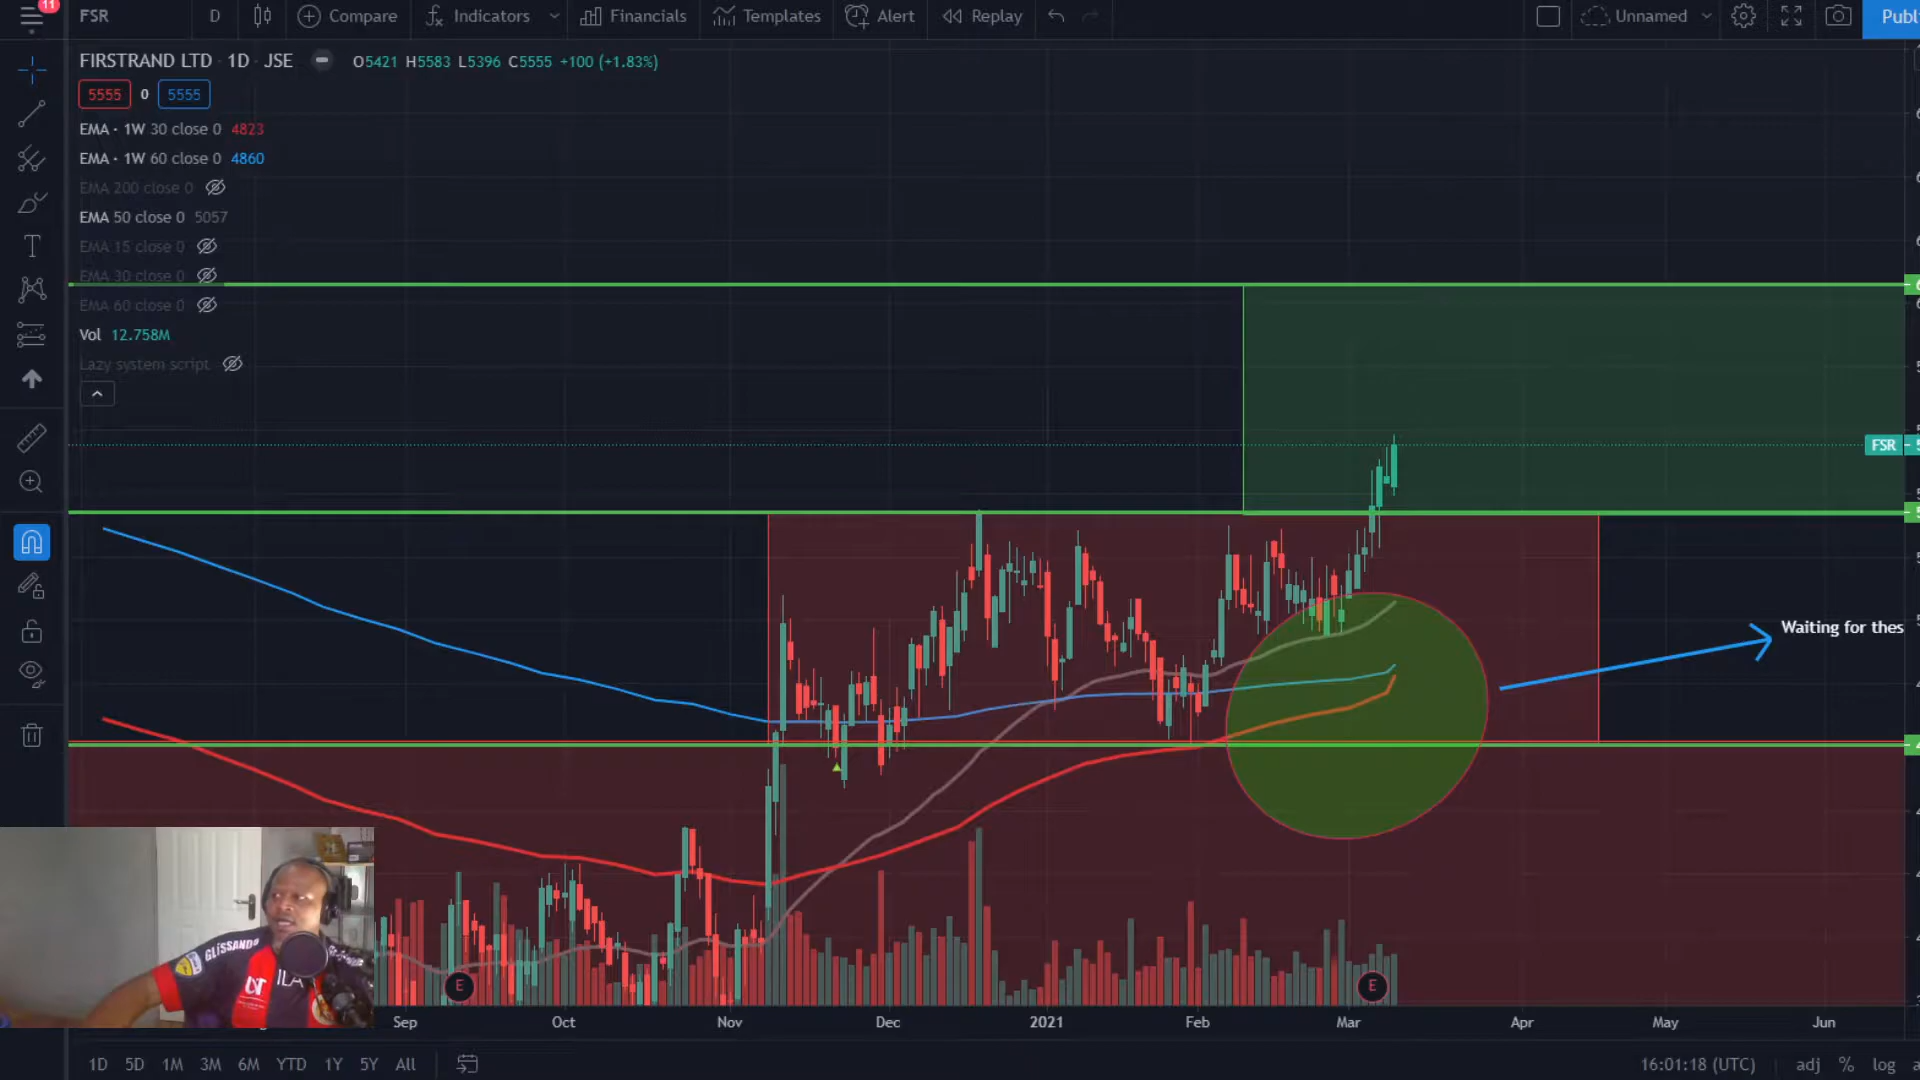 11
FSR
D
Compare
Indicators
Financials
Templates
Alert
Replay
Unnamed
Publ
FIRSTRAND LTD · 1D · JSE
O5421 H5583 L5396 C5555 +100 (+1.83%)
5555 0 5555
EMA · 1W 30 close 0 4823
EMA · 1W 60 close 0 4860
EMA 200 close 0
EMA 50 close 0 5057
EMA 15 close 0
EMA 30 close 0
EMA 60 close 0
Vol 12.758M
Lazy system script
FSR
Waiting for thes
GLiSSANDO
E
E
Sep Oct Nov Dec 2021 Feb Mar Apr May Jun
1D 5D 1M 3M 6M YTD 1Y 5Y All
16:01:18 (UTC)
adj % log